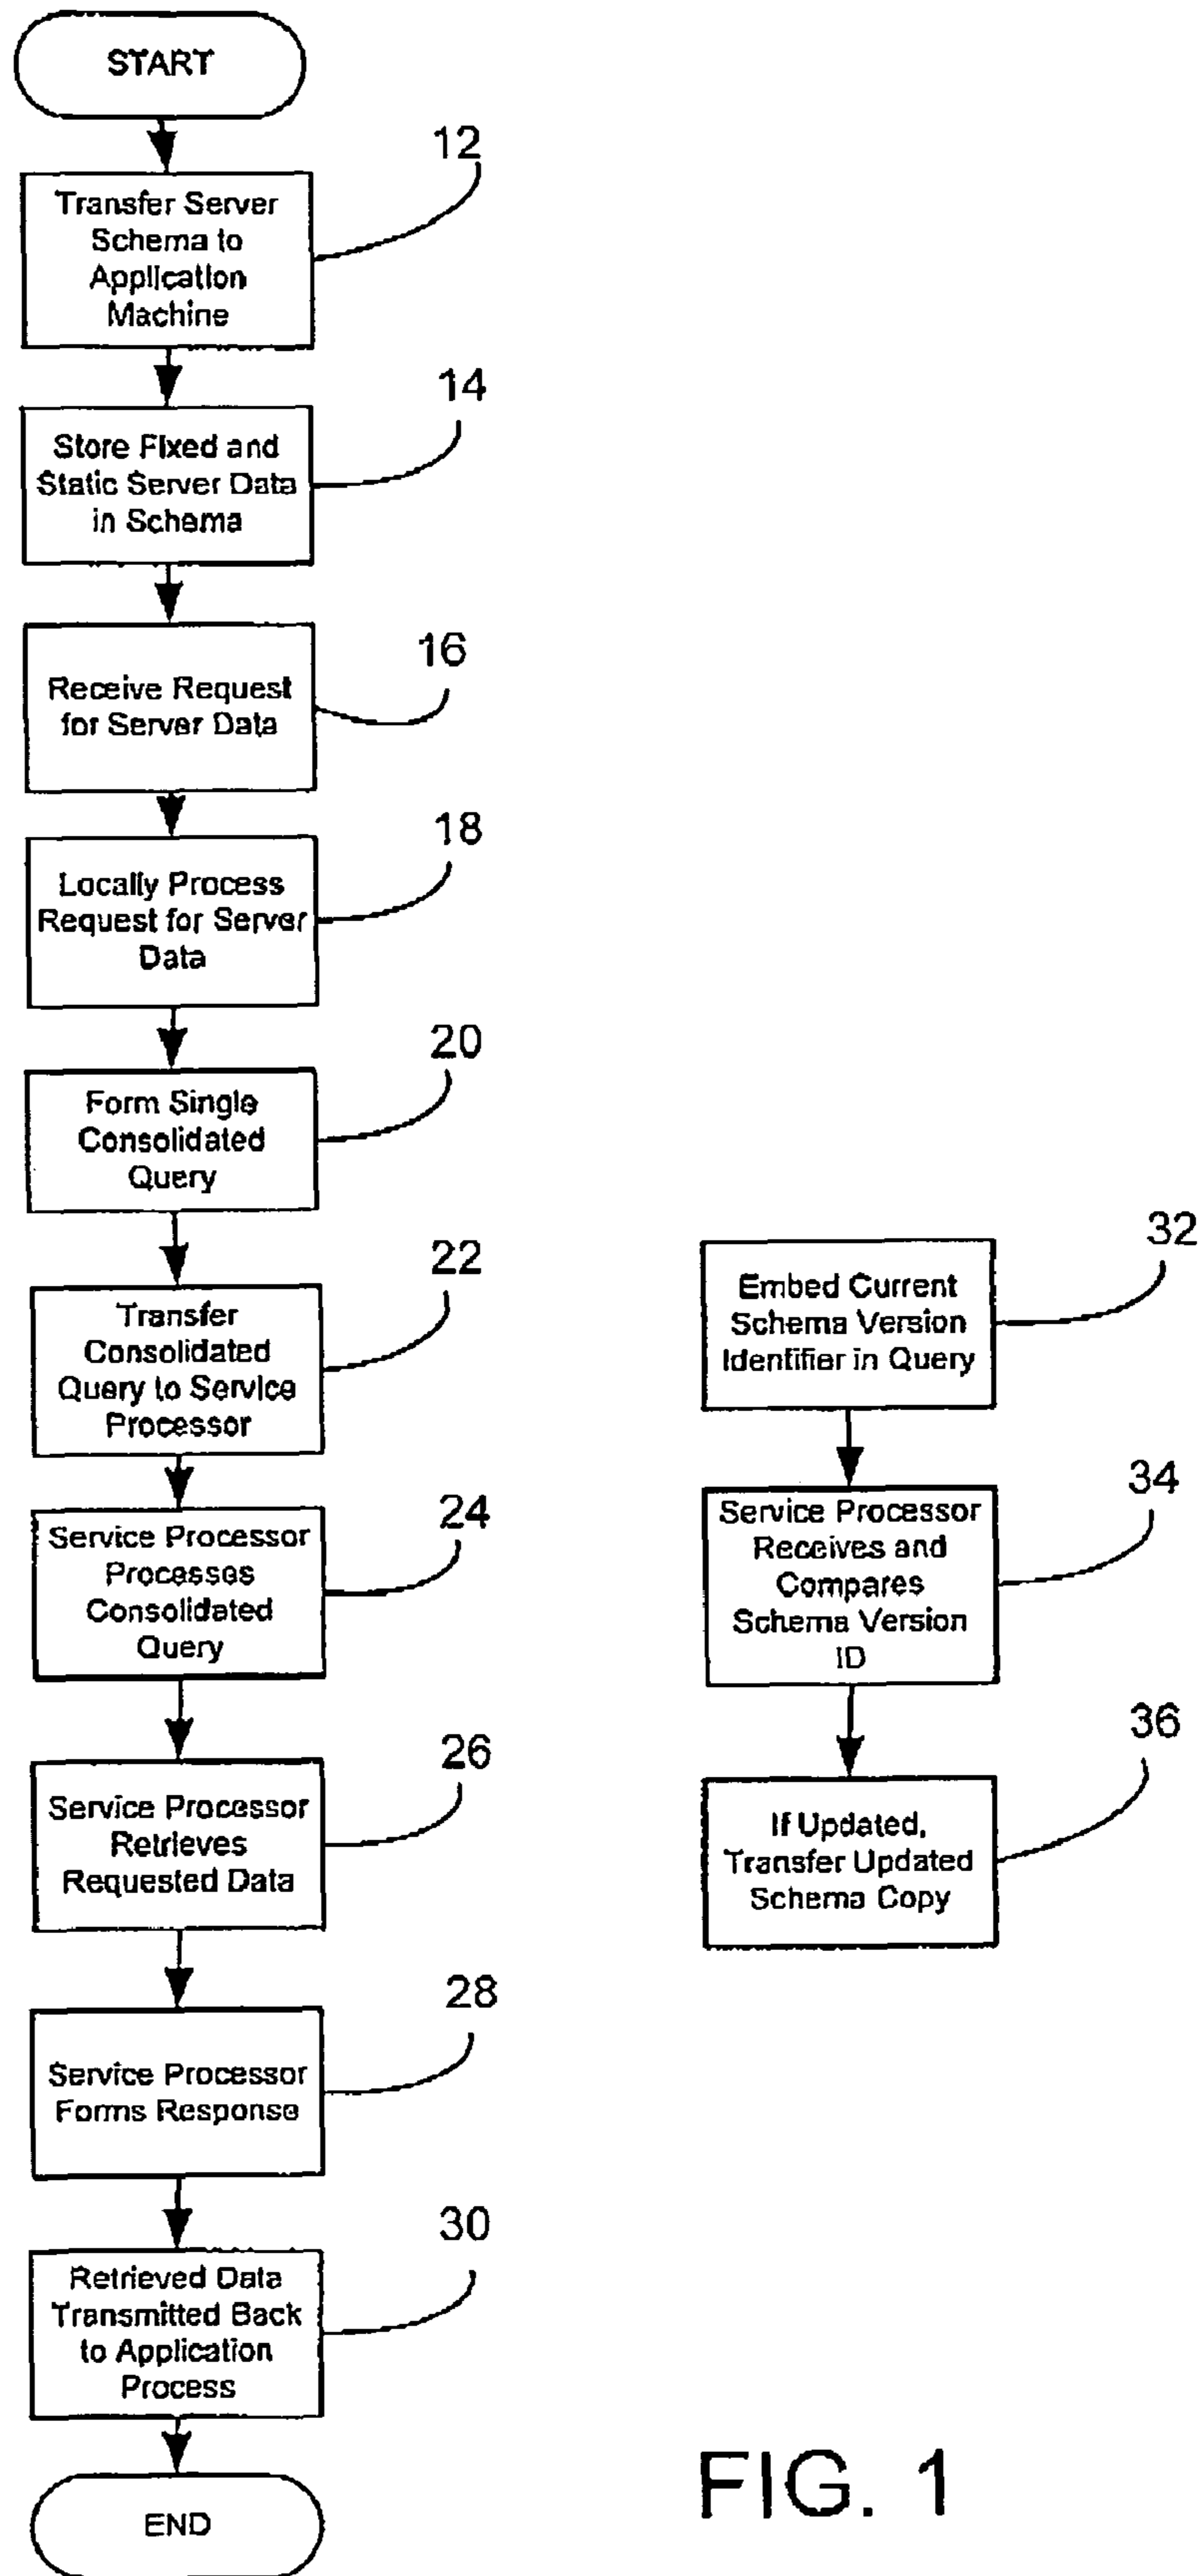 START
12
Transfer Server
Schema to
Application
Machine
14
Store Fixed and
Static Server Data
in Schema
16
Receive Request
for Server Data
18
Locally Process
Request for Server
Data
20
Form Single
Consolidated
Query
22
Transfer
Consolidated
Query to Service
Processor
24
Service Processor
Processes
Consolidated
Query
26
Service Processor
Retrieves
Requested Data
28
Service Processor
Forms Response
30
Retrieved Data
Transmitted Back
to Application
Process
END
32
Embed Current
Schema Version
Identifier in Query
34
Service Processor
Receives and
Compares
Schema Version
ID
36
If Updated,
Transfer Updated
Schema Copy
FIG. 1